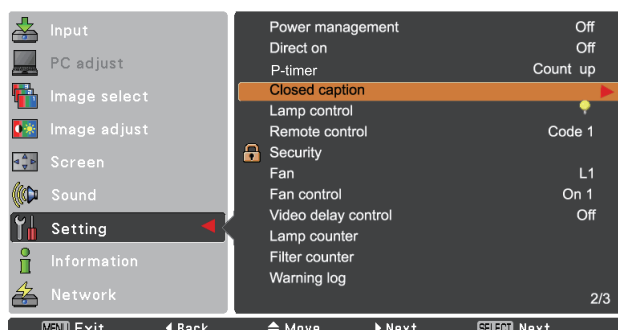 Input
PC adjust
Image select
Image adjust
Screen
Sound
Setting
Information
Network
Power management Off
Direct on Off
P-timer Count up
Closed caption
Lamp control
Remote control Code 1
Security
Fan L1
Fan control On 1
Video delay control Off
Lamp counter
Filter counter
Warning log
2/3
MENU Exit Back Move Next SELECT Next